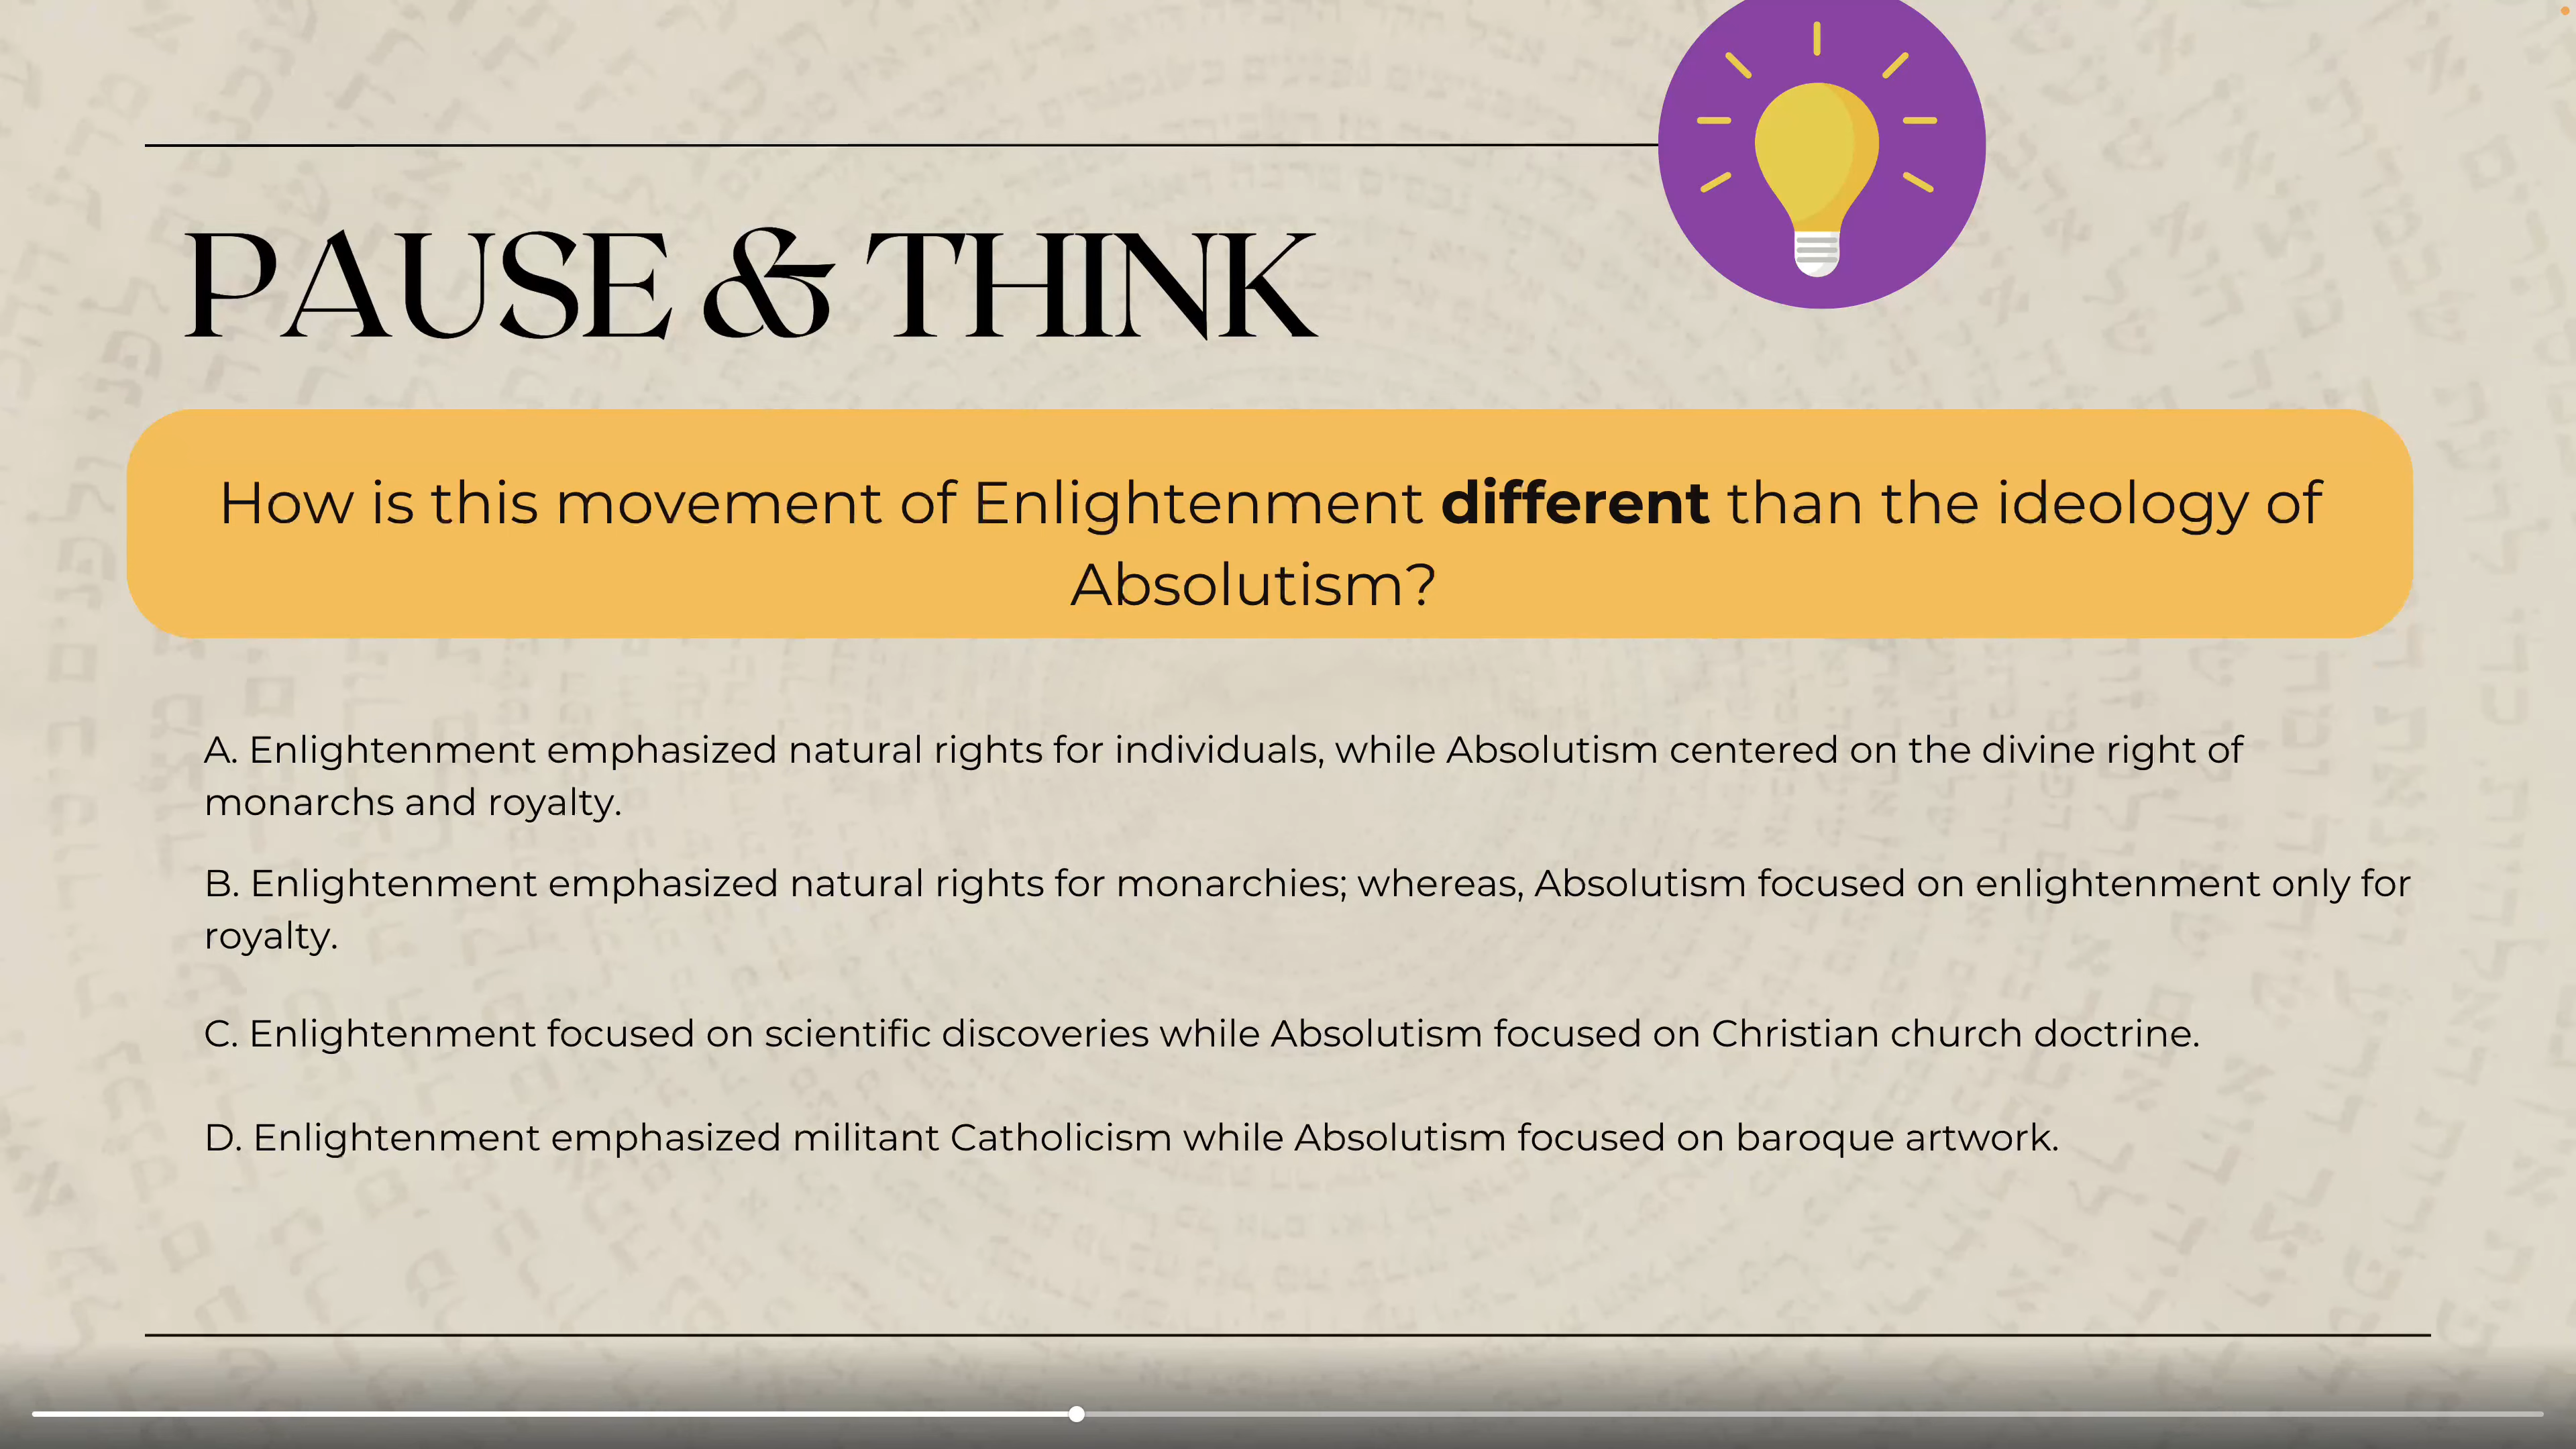 PAUSE & THINK
How is this movement of Enlightenment different than the ideology of
Absolutism?
A. Enlightenment emphasized natural rights for individuals, while Absolutism centered on the divine right of
monarchs and royalty.
B. Enlightenment emphasized natural rights for monarchies; whereas, Absolutism focused on enlightenment only for
royalty.
C. Enlightenment focused on scientific discoveries while Absolutism focused on Christian church doctrine.
D. Enlightenment emphasized militant Catholicism while Absolutism focused on baroque artwork.